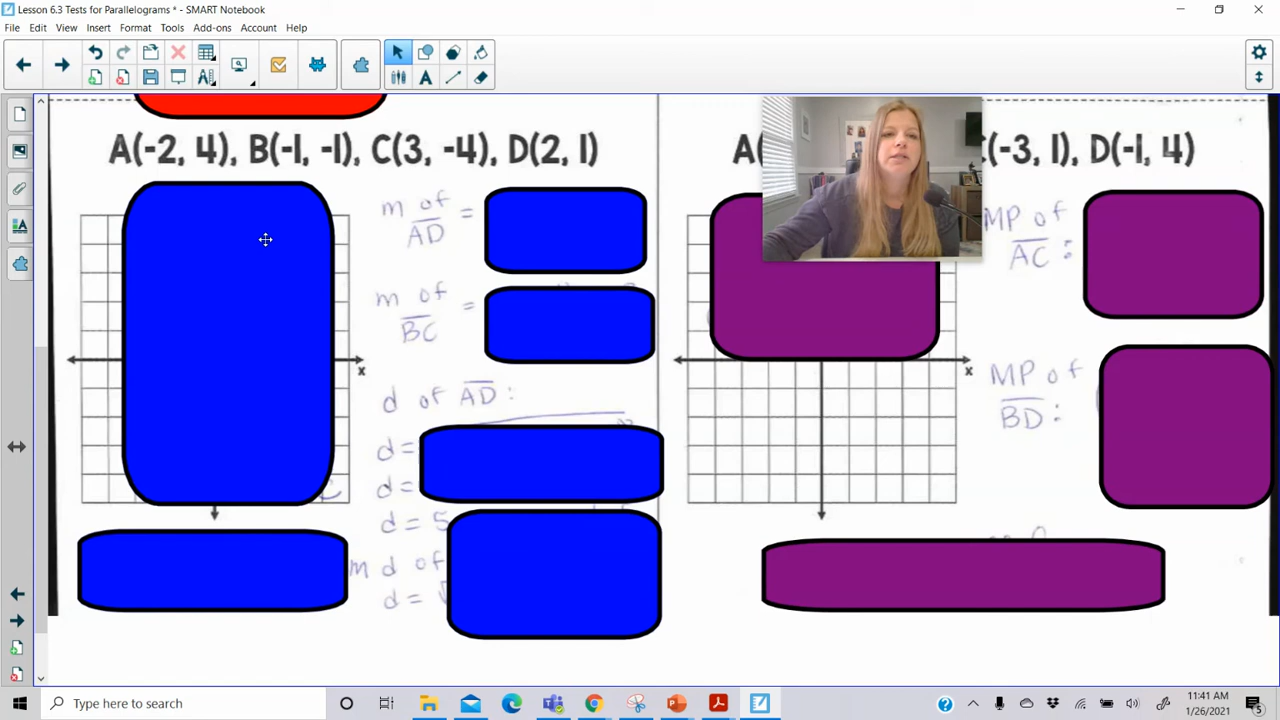 Lesson 6.3 Tests for Parallelograms * - SMART Notebook
File Edit View Insert Format Tools Add-ons Account Help
A(-2, 4), B(-1, -1), C(3, -4), D(2, 1)
m of AD =
m of BC =
x
d of AD :
d=
d=
d = 5
m d of
d =
C(-3, 1), D(-1, 4)
MP of AC :
x
MP of BD:
Type here to search
11:41 AM
1/26/2021
5